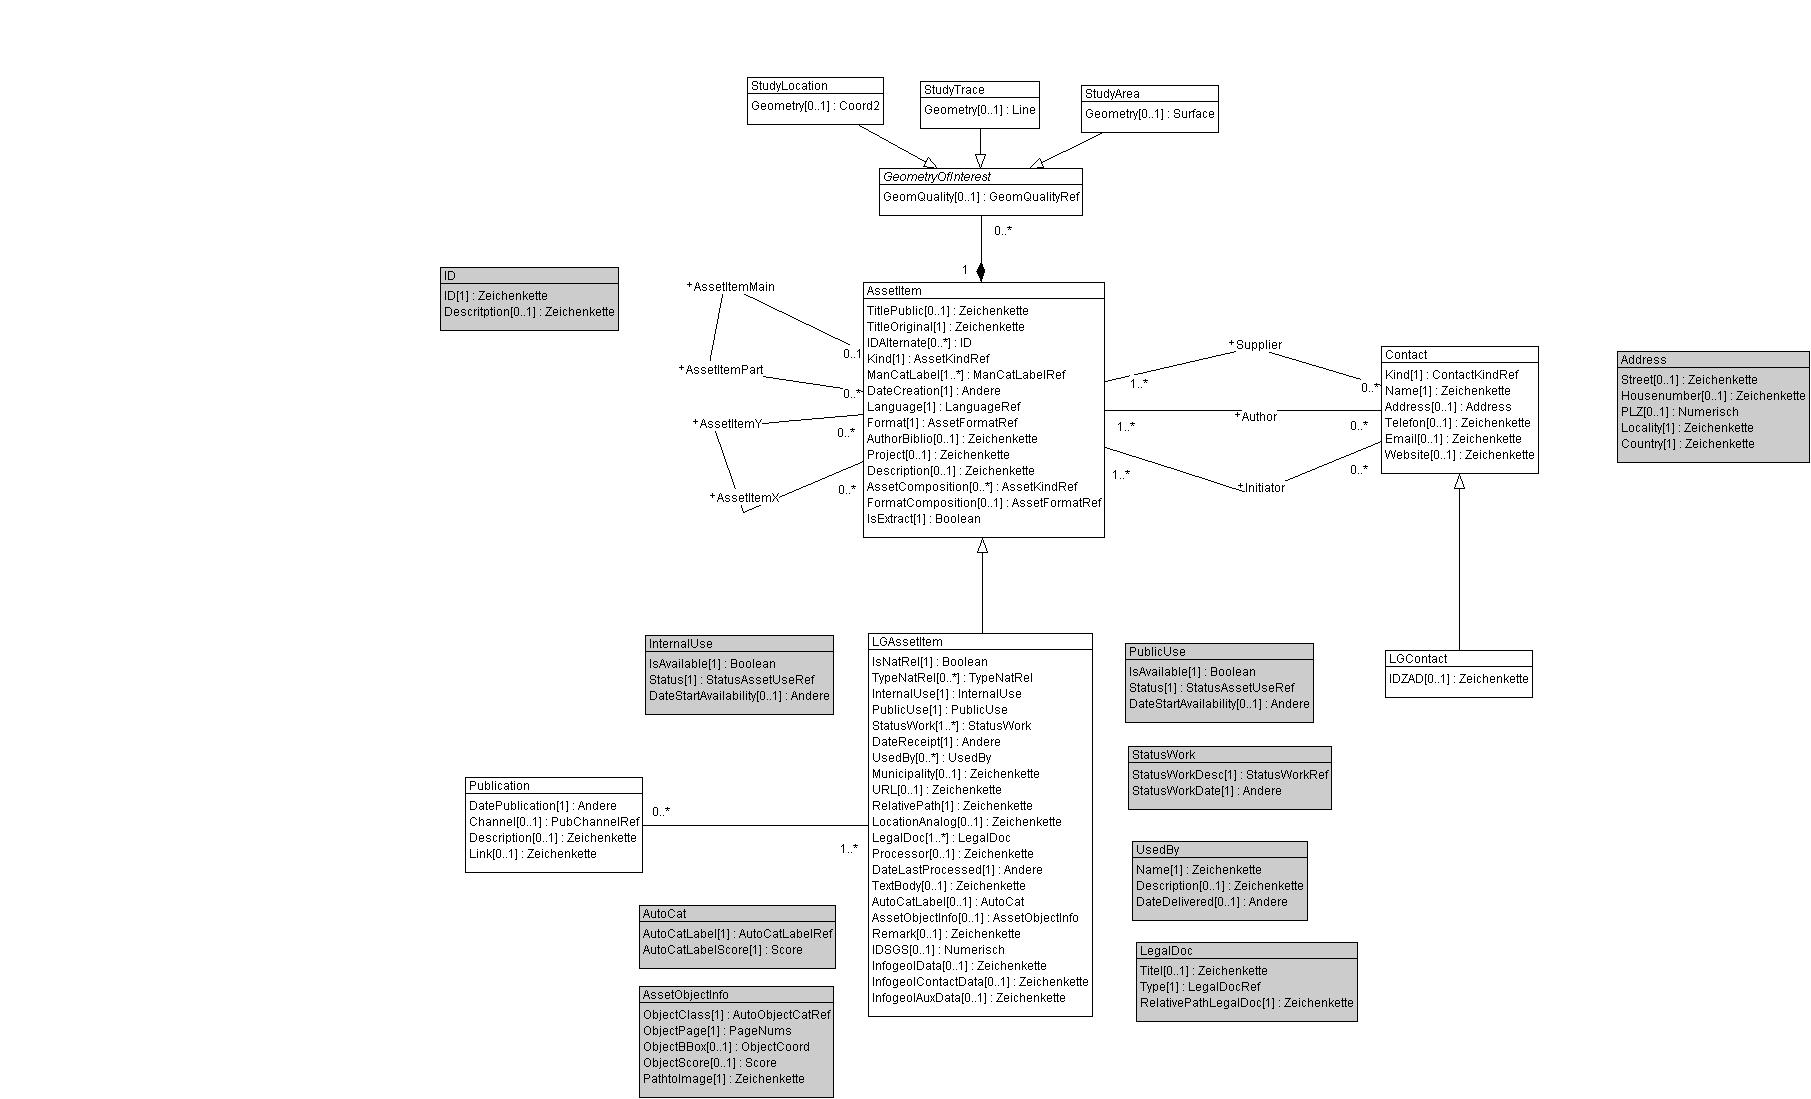 StudyLocation
Geometry[0..1] : Coord2
StudyTrace
Geometry[0..1] : Line
StudyArea
Geometry[0..1] : Surface
GeometryOfInterest
GeomQuality[0..1] : GeomQualityRef
0..*
1
ID
ID[1] : Zeichenkette
Descritption[0..1] : Zeichenkette
+AssetItemMain
0..1
+AssetItemPart
0..*
+AssetItemY
0..*
+AssetItemX
0..*
AssetItem
TitlePublic[0..1] : Zeichenkette
TitleOriginal[1] : Zeichenkette
IDAlternate[0..*] : ID
Kind[1] : AssetKindRef
ManCatLabel[1..*] : ManCatLabelRef
DateCreation[1] : Andere
Language[1] : LanguageRef
Format[1] : AssetFormatRef
AuthorBiblio[0..1] : Zeichenkette
Project[0..1] : Zeichenkette
Description[0..1] : Zeichenkette
AssetComposition[0..*] : AssetKindRef
FormatComposition[0..1] : AssetFormatRef
IsExtract[1] : Boolean
+Supplier
1..*
0..*
+Author
1..*
0..*
+Initiator
1..*
0..*
Contact
Kind[1] : ContactKindRef
Name[1] : Zeichenkette
Address[0..1] : Address
Telefon[0..1] : Zeichenkette
Email[0..1] : Zeichenkette
Website[0..1] : Zeichenkette
Address
Street[0..1] : Zeichenkette
Housenumber[0..1] : Zeichenkette
PLZ[0..1] : Numerisch
Locality[1] : Zeichenkette
Country[1] : Zeichenkette
InternalUse
IsAvailable[1] : Boolean
Status[1] : StatusAssetUseRef
DateStartAvailability[0..1] : Andere
LGAssetItem
IsNatRel[1] : Boolean
TypeNatRel[0..*] : TypeNatRel
InternalUse[1] : InternalUse
PublicUse[1] : PublicUse
StatusWork[1..*] : StatusWork
DateReceipt[1] : Andere
UsedBy[0..*] : UsedBy
Municipality[0..1] : Zeichenkette
URL[0..1] : Zeichenkette
RelativePath[1] : Zeichenkette
LocationAnalog[0..1] : Zeichenkette
LegalDoc[1..*] : LegalDoc
Processor[0..1] : Zeichenkette
DateLastProcessed[1] : Andere
TextBody[0..1] : Zeichenkette
AutoCatLabel[0..1] : AutoCat
AssetObjectInfo[0..1] : AssetObjectInfo
Remark[0..1] : Zeichenkette
IDSGS[0..1] : Numerisch
InfogeolData[0..1] : Zeichenkette
InfogeolContactData[0..1] : Zeichenkette
InfogeolAuxData[0..1] : Zeichenkette
PublicUse
IsAvailable[1] : Boolean
Status[1] : StatusAssetUseRef
DateStartAvailability[0..1] : Andere
LGContact
IDZAD[0..1] : Zeichenkette
StatusWork
StatusWorkDesc[1] : StatusWorkRef
StatusWorkDate[1] : Andere
Publication
DatePublication[1] : Andere
Channel[0..1] : PubChannelRef
Description[0..1] : Zeichenkette
Link[0..1] : Zeichenkette
0..*
1..*
UsedBy
Name[1] : Zeichenkette
Description[0..1] : Zeichenkette
DateDelivered[0..1] : Andere
AutoCat
AutoCatLabel[1] : AutoCatLabelRef
AutoCatLabelScore[1] : Score
LegalDoc
Titel[0..1] : Zeichenkette
Type[1] : LegalDocRef
RelativePathLegalDoc[1] : Zeichenkette
AssetObjectInfo
ObjectClass[1] : AutoObjectCatRef
ObjectPage[1] : PageNums
ObjectBBox[0..1] : ObjectCoord
ObjectScore[0..1] : Score
PathtoImage[1] : Zeichenkette